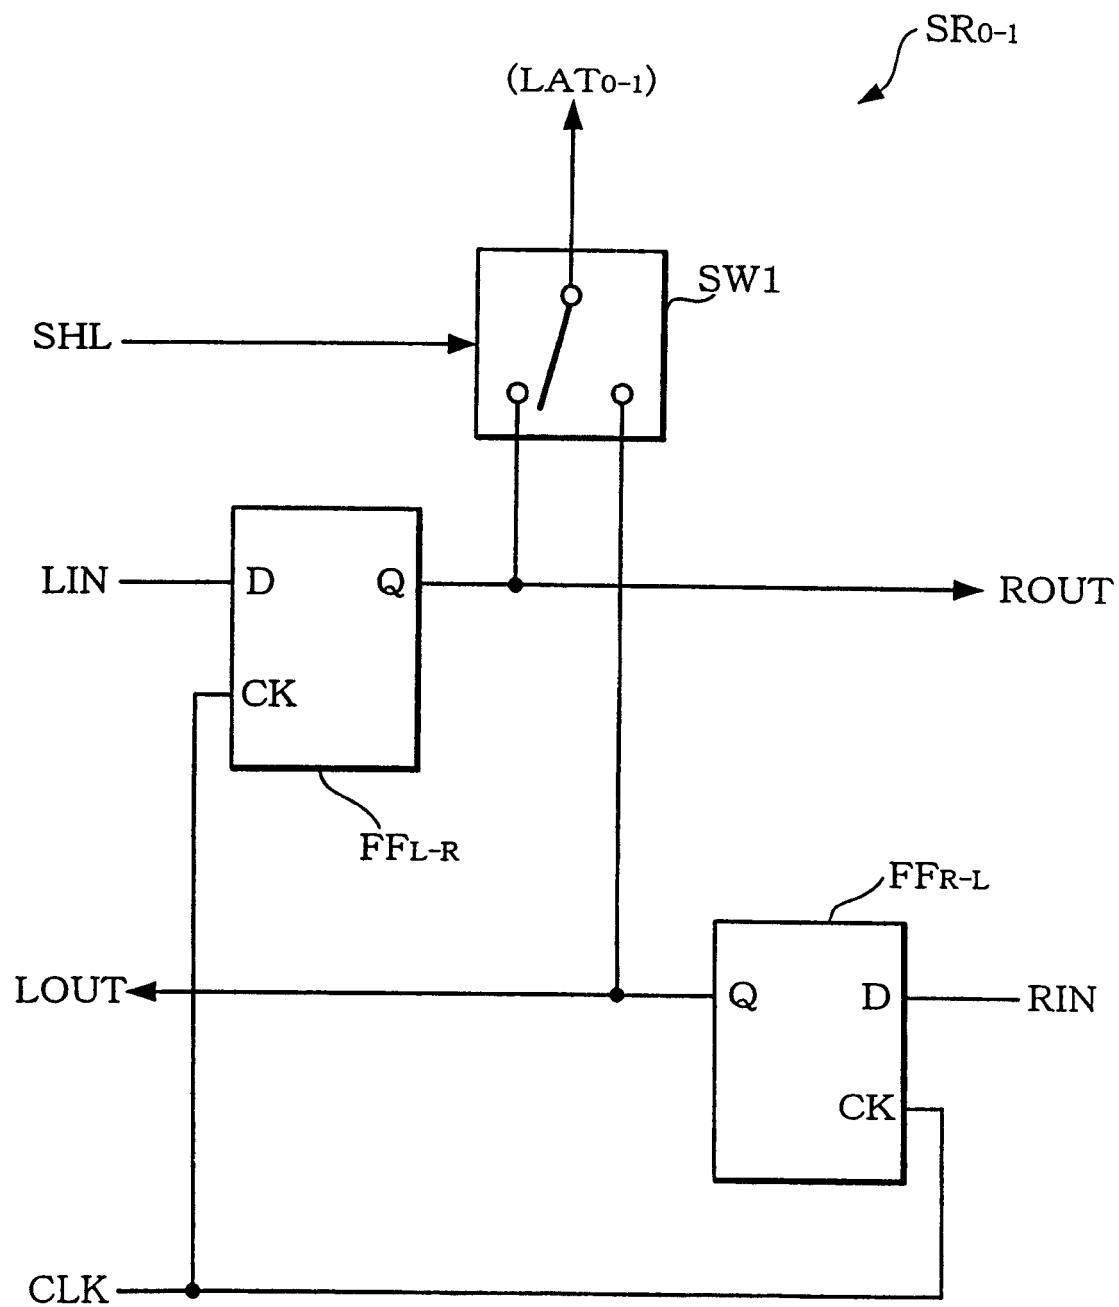 SR0-1
(LAT0-1)
SW1
SHL
LIN
D
Q
ROUT
CK
FFL-R
FFR-L
LOUT
Q
D
RIN
CK
CLK